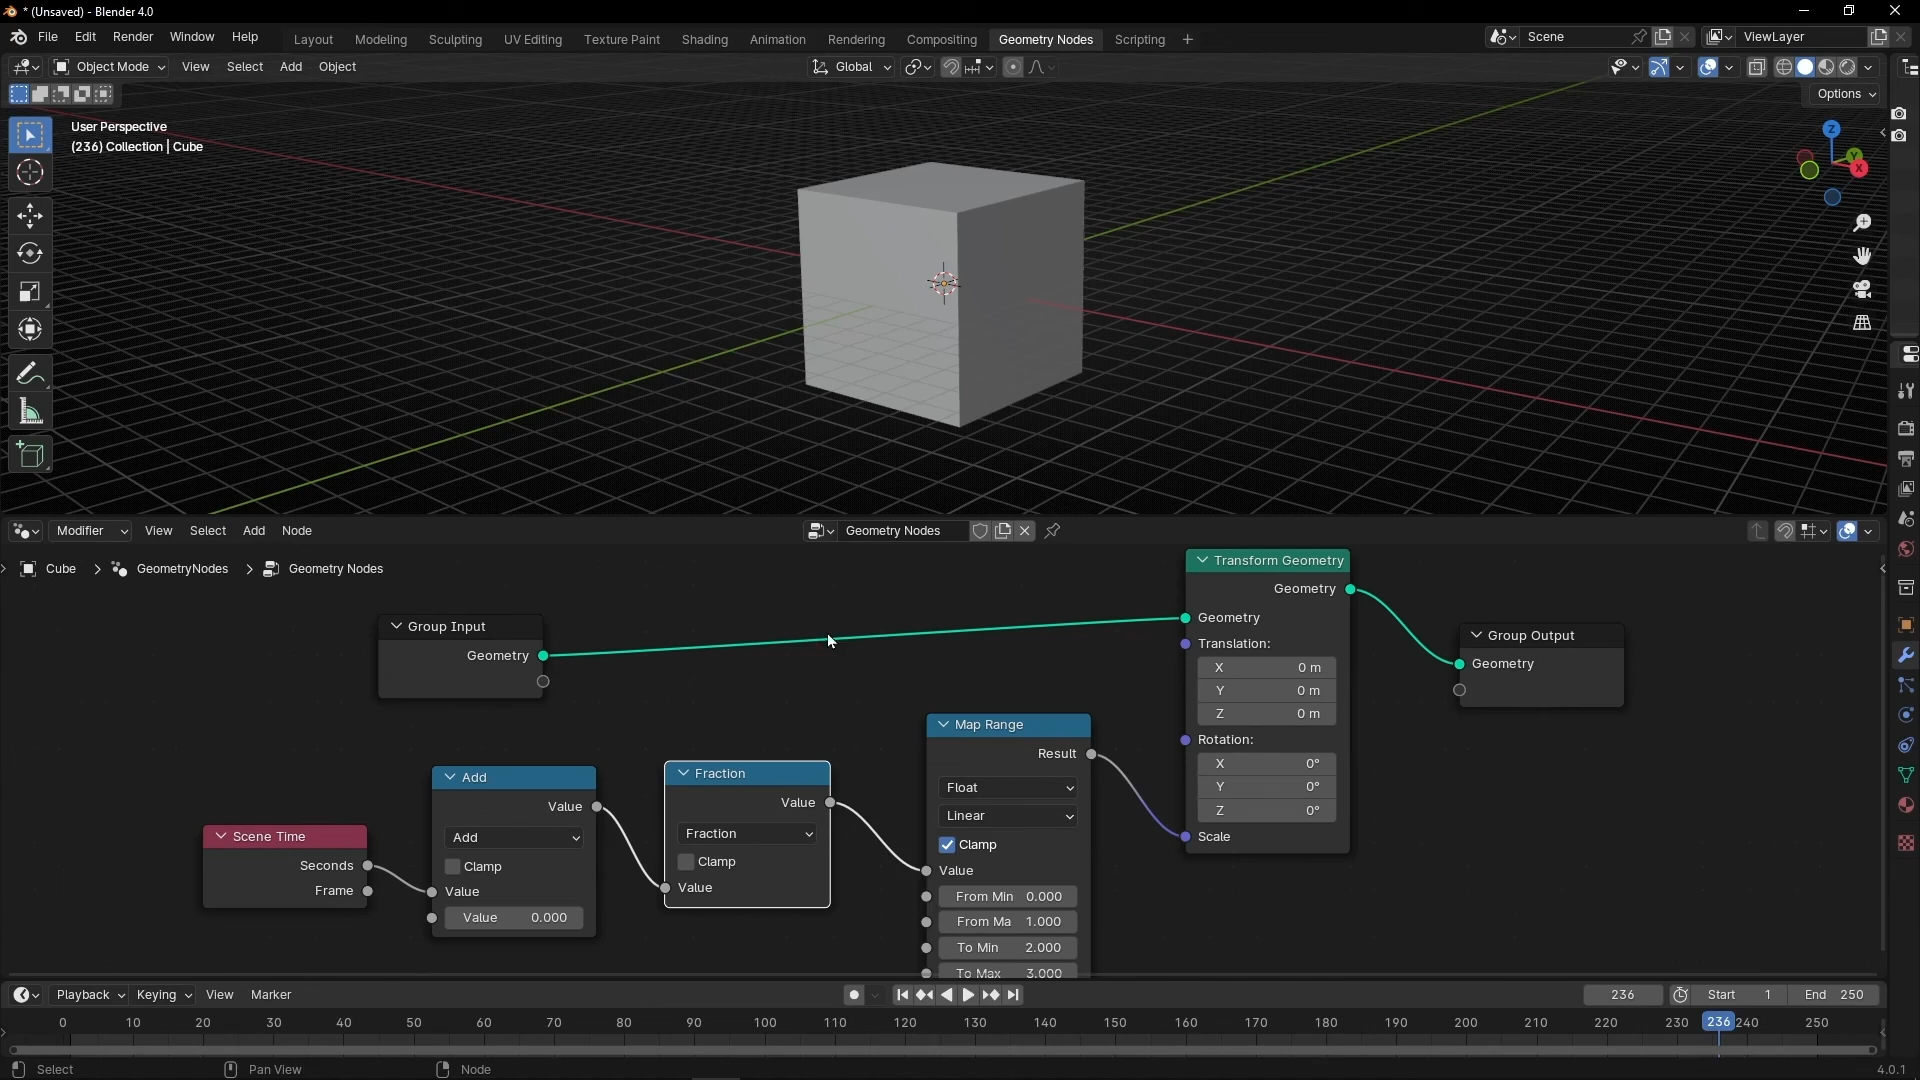 * (Unsaved) - Blender 4.0
File Edit Render Window Help
Layout Modeling Sculpting UV Editing Texture Paint Shading Animation Rendering Compositing Geometry Nodes Scripting +
Scene
ViewLayer
Object Mode View Select Add Object
Global
Options
User Perspective
(236) Collection | Cube
Z
Y
X
Modifier View Select Add Node
Geometry Nodes
Cube > GeometryNodes > Geometry Nodes
Group Input
Geometry
Scene Time
Seconds
Frame
Add
Value
Add
Clamp
Value
Value 0.000
Fraction
Value
Fraction
Clamp
Value
Map Range
Result
Float
Linear
Clamp
Value
From Min 0.000
From Ma 1.000
To Min 2.000
To Max 3.000
Transform Geometry
Geometry
Geometry
Translation:
X 0 m
Y 0 m
Z 0 m
Rotation:
X 0°
Y 0°
Z 0°
Scale
Group Output
Geometry
Playback Keying View Marker
236
Start 1
End 250
0 10 20 30 40 50 60 70 80 90 100 110 120 130 140 150 160 170 180 190 200 210 220 230 236 240 250
Select
Pan View
Node
4.0.1